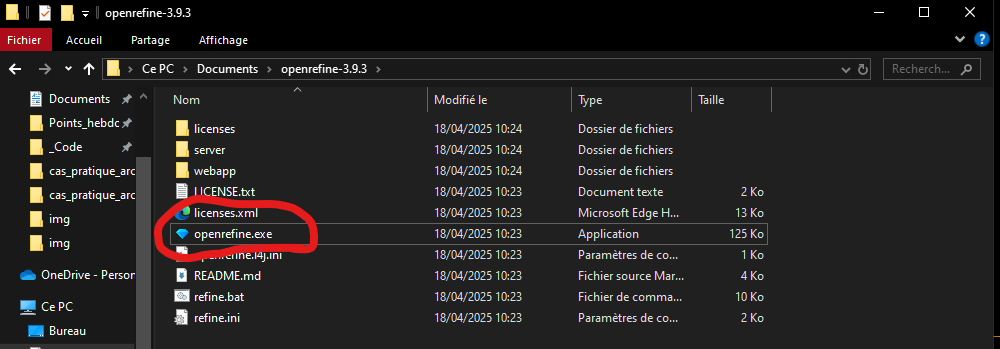 openrefine-3.9.3
Fichier Accueil Partage Affichage
Ce PC Documents openrefine-3.9.3 Recherch...
Nom Modifié le Type Taille
Documents
Points_hebdc
_Code
cas_pratique_arc
cas_pratique_arc
img
img
OneDrive - Person
Ce PC
Bureau
licenses 18/04/2025 10:24 Dossier de fichiers
server 18/04/2025 10:24 Dossier de fichiers
webapp 18/04/2025 10:24 Dossier de fichiers
LICENSE.txt 18/04/2025 10:23 Document texte 2 Ko
licenses.xml 18/04/2025 10:23 Microsoft Edge H... 13 Ko
openrefine.exe 18/04/2025 10:23 Application 125 Ko
openrefine.l4j.ini 18/04/2025 10:23 Paramètres de co... 1 Ko
README.md 18/04/2025 10:23 Fichier source Mar... 4 Ko
refine.bat 18/04/2025 10:23 Fichier de comma... 10 Ko
refine.ini 18/04/2025 10:23 Paramètres de co... 2 Ko